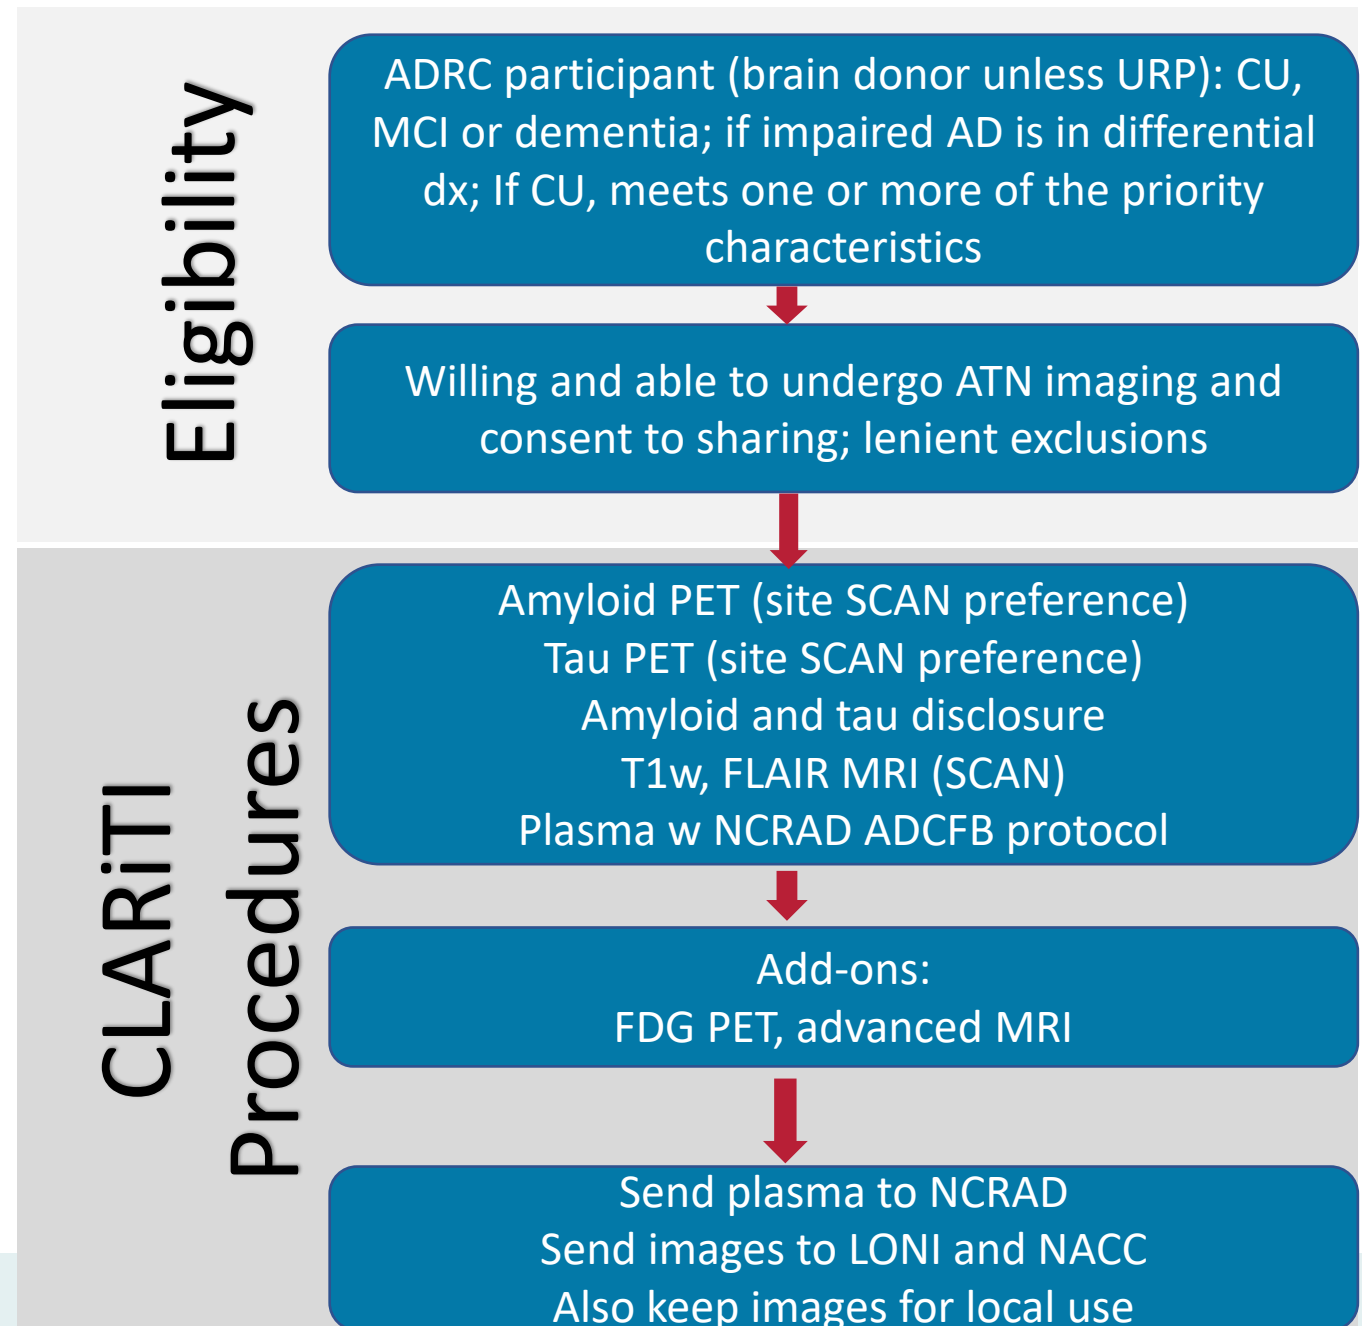 Eligibility
ADRC participant (brain donor unless URP): CU,
MCI or dementia; if impaired AD is in differential
dx; If CU, meets one or more of the priority
characteristics
Willing and able to undergo ATN imaging and
consent to sharing; lenient exclusions
CLARiTI
Procedures
Amyloid PET (site SCAN preference)
Tau PET (site SCAN preference)
Amyloid and tau disclosure
T1w, FLAIR MRI (SCAN)
Plasma w NCRAD ADCFB protocol
Add-ons:
FDG PET, advanced MRI
Send plasma to NCRAD
Send images to LONI and NACC
Also keep images for local use